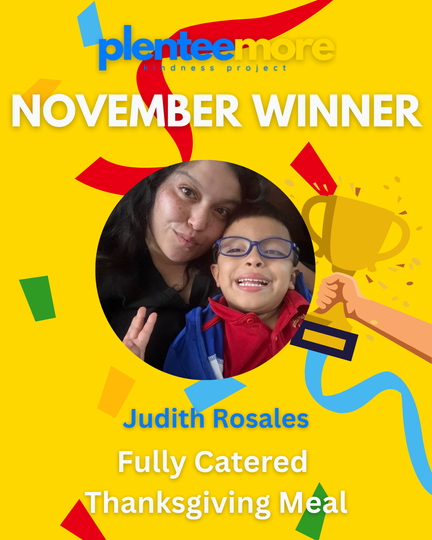 plenteemore
kindness project
NOVEMBER WINNER
Judith Rosales
Fully Catered
Thanksgiving Meal